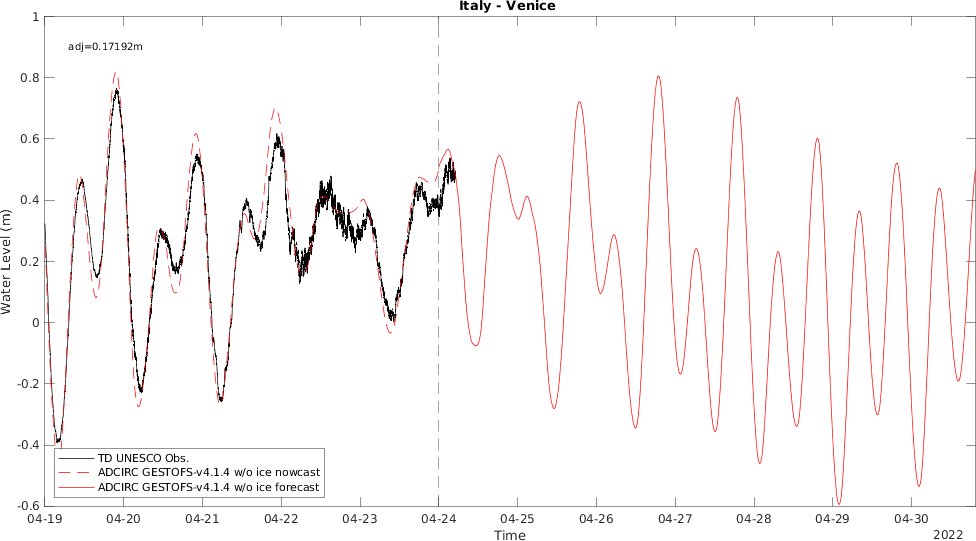 Italy - Venice
adj=0.17192m
Water Level (m)
1
0.8
0.6
0.4
0.2
0
-0.2
-0.4
-0.6
TD UNESCO Obs.
ADCIRC GESTOFS-v4.1.4 w/o ice nowcast
ADCIRC GESTOFS-v4.1.4 w/o ice forecast
04-19 04-20 04-21 04-22 04-23 04-24 04-25 04-26 04-27 04-28 04-29 04-30
Time
2022